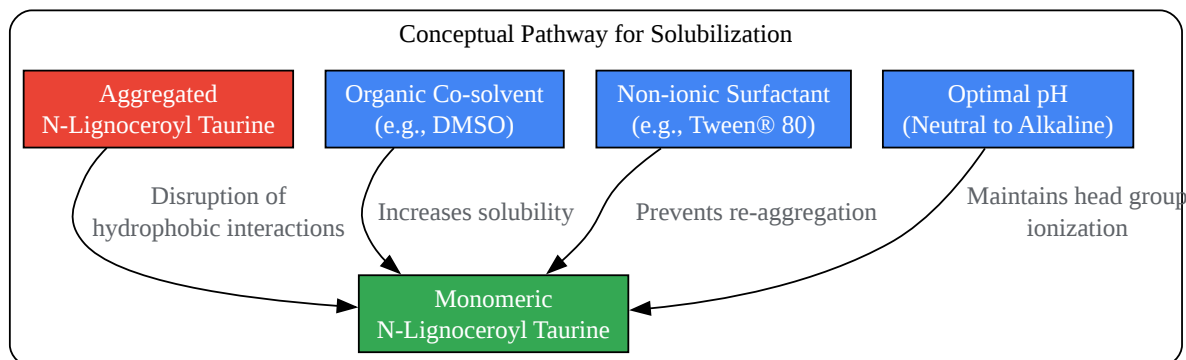 Conceptual Pathway for Solubilization
Aggregated
N-Lignoceroyl Taurine
Organic Co-solvent
(e.g., DMSO)
Non-ionic Surfactant
(e.g., Tween® 80)
Optimal pH
(Neutral to Alkaline)
Disruption of
hydrophobic interactions
Increases solubility
Prevents re-aggregation
Maintains head group
ionization
Monomeric
N-Lignoceroyl Taurine